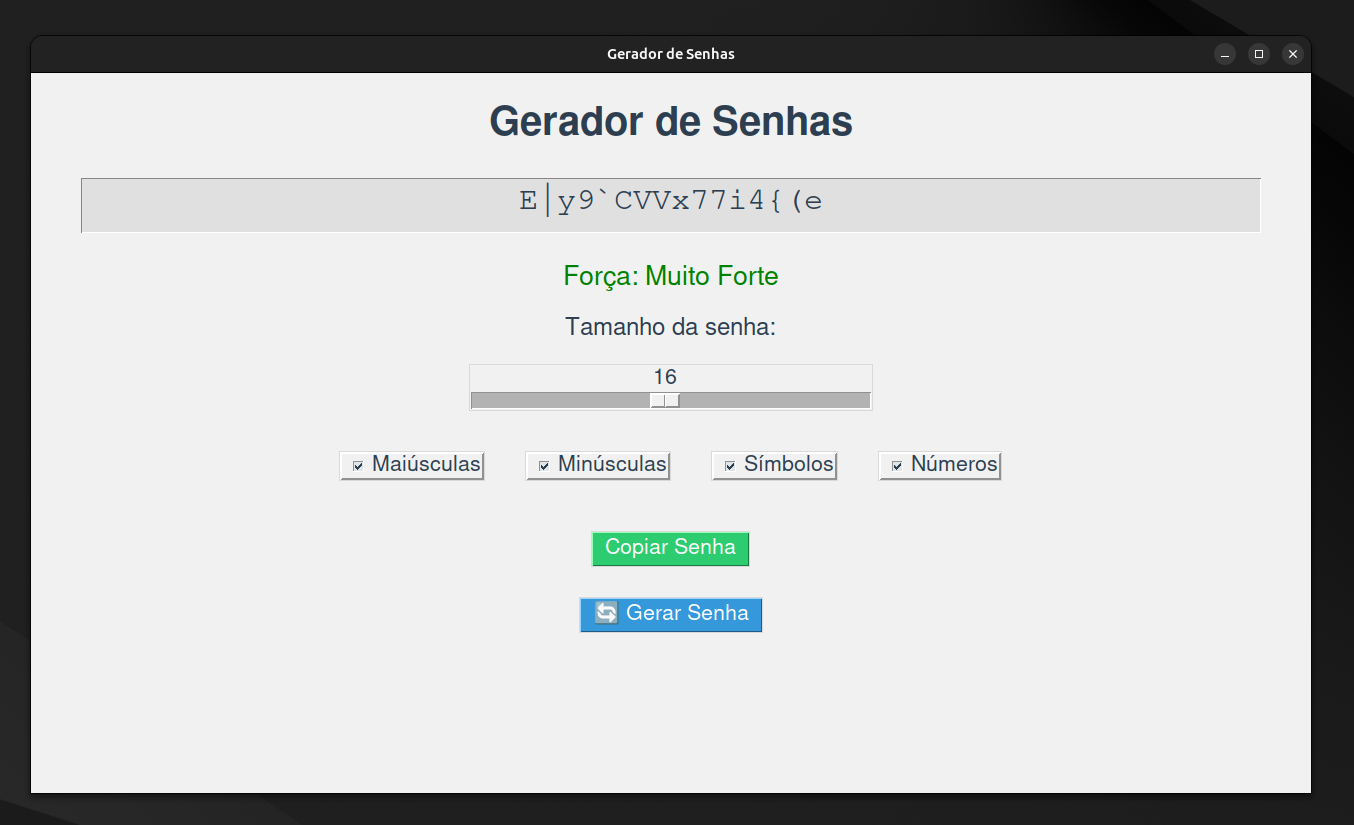 Gerador de Senhas
Gerador de Senhas
E|y9`CVVx77i4{(e
Força: Muito Forte
Tamanho da senha:
16
Maiúsculas Minúsculas Símbolos Números
Copiar Senha
Gerar Senha